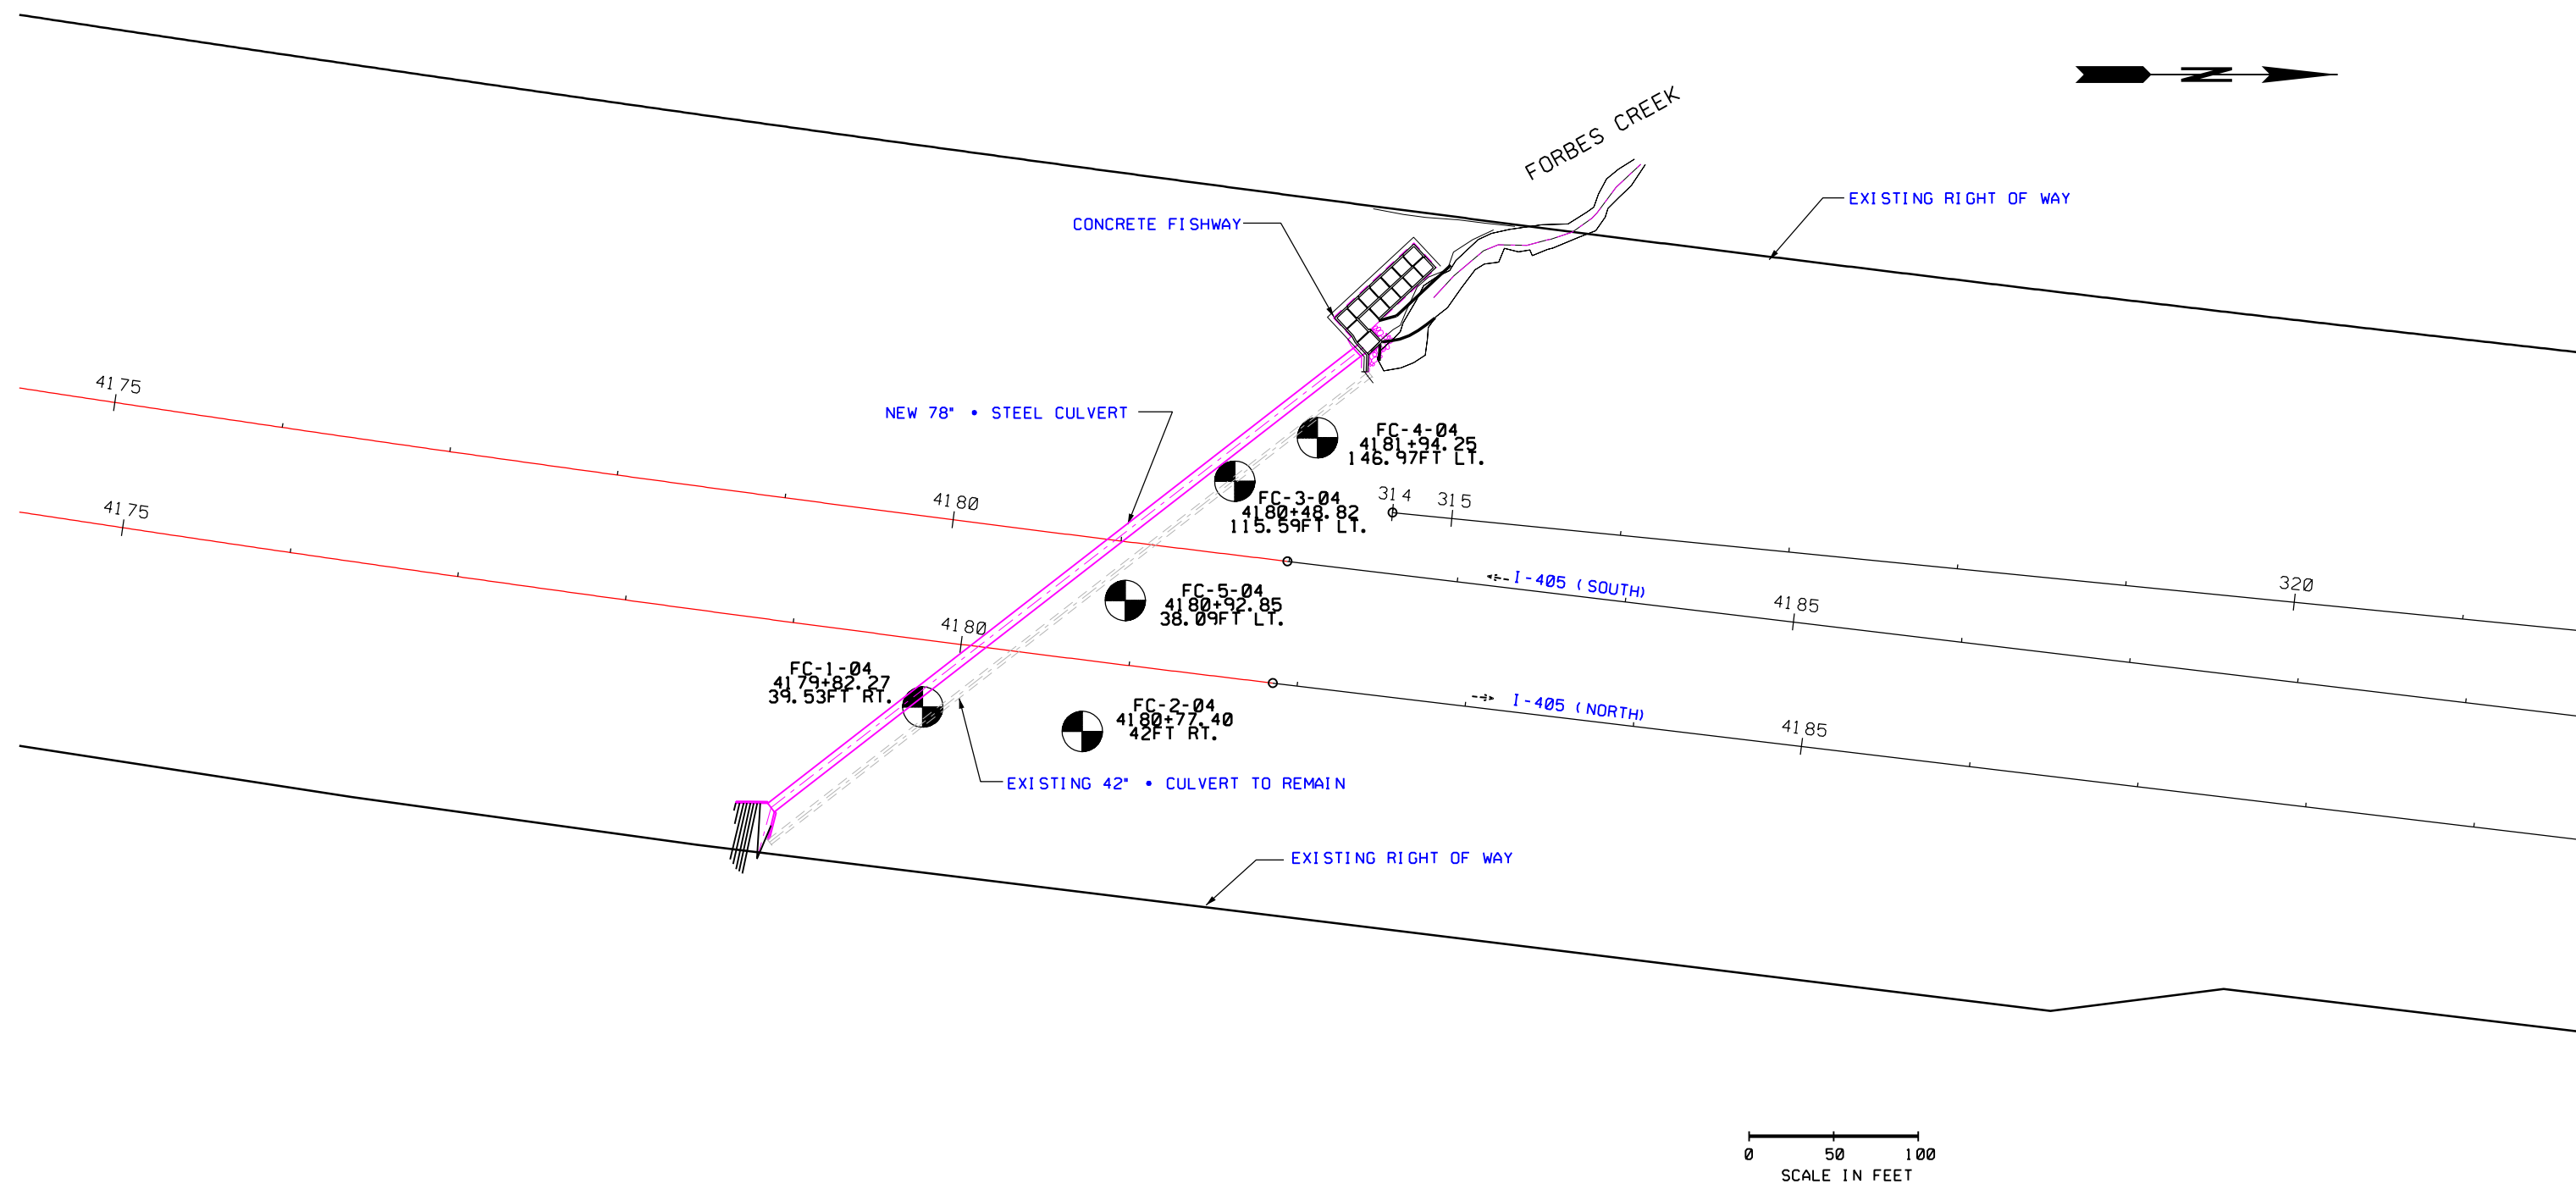 N
FORBES CREEK
EXISTING RIGHT OF WAY
CONCRETE FISHWAY
4175
NEW 78" • STEEL CULVERT
FC-4-04
4181+94.25
146.97FT LT.
4175
4180
FC-3-04
4180+48.82
115.59FT LT.
314
315
I-405 (SOUTH)
320
4185
FC-5-04
4180+92.85
38.09FT LT.
4180
FC-1-04
4179+82.27
39.53FT RT.
FC-2-04
4180+77.40
42FT RT.
I-405 (NORTH)
4185
EXISTING 42" • CULVERT TO REMAIN
EXISTING RIGHT OF WAY
0 50 100
SCALE IN FEET